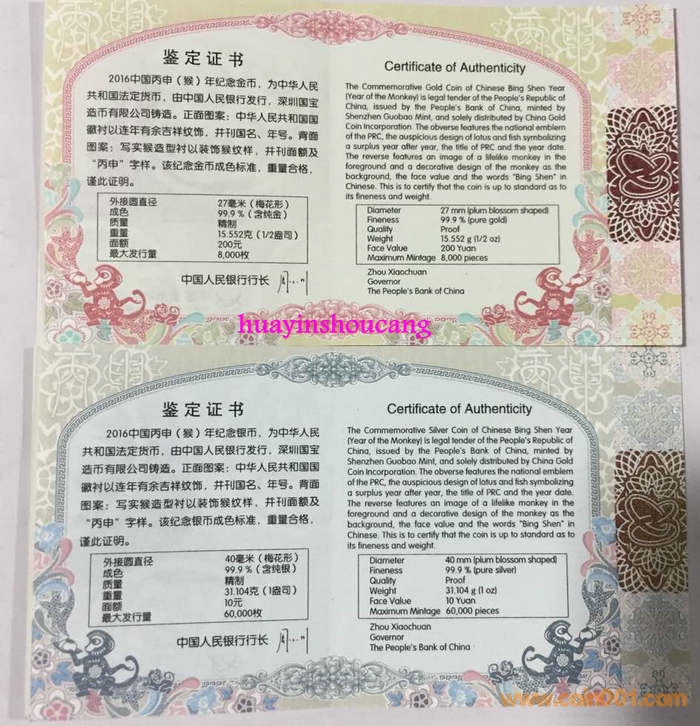 鉴定证书
2016中国丙申（猴）年纪念金币，为中华人民
共和国法定货币，由中国人民银行发行，深圳国宝
造币有限公司铸造。正面图案：中华人民共和国国
徽衬以连年有余吉祥纹饰，并刊国名、年号。背面
图案：写实猴造型衬以装饰猴纹样，并刊面额及
“丙申”字样。该纪念金币成色标准，重量合格，
谨此证明。
外接圆直径 27毫米（梅花形）
成色 99.9%（含纯金）
质量 精制
重量 15.552克（1/2盎司）
面额 200元
最大发行量 8,000枚
中国人民银行行长
Certificate of Authenticity
The Commemorative Gold Coin of Chinese Bing Shen Year
(Year of the Monkey) is legal tender of the People's Republic of
China, issued by the People's Bank of China, minted by
Shenzhen Guobao Mint, and solely distributed by China Gold
Coin Incorporation. The obverse features the national emblem
of the PRC, the auspicious design of lotus and fish symbolizing
a surplus year after year, the title of PRC and the year date.
The reverse features an image of a lifelike monkey in the
foreground and a decorative design of the monkey as the
background, the face value and the words "Bing Shen" in
Chinese. This is to certify that the coin is up to standard as to
its fineness and weight.
Diameter 27 mm (plum blossom shaped)
Fineness 99.9 % (pure gold)
Quality Proof
Weight 15.552 g (1/2 oz)
Face Value 200 Yuan
Maximum Mintage 8,000 pieces
Zhou Xiaochuan
Governor
The People's Bank of China
huayinshoucang
鉴定证书
2016中国丙申（猴）年纪念银币，为中华人民
共和国法定货币，由中国人民银行发行，深圳国宝
造币有限公司铸造。正面图案：中华人民共和国国
徽衬以连年有余吉祥纹饰，并刊国名、年号。背面
图案：写实猴造型衬以装饰猴纹样，并刊面额及
“丙申”字样。该纪念银币成色标准，重量合格，
谨此证明。
外接圆直径 40毫米（梅花形）
成色 99.9%（含纯银）
质量 精制
重量 31.104克（1盎司）
面额 10元
最大发行量 60,000枚
中国人民银行行长
Certificate of Authenticity
The Commemorative Silver Coin of Chinese Bing Shen Year
(Year of the Monkey) is legal tender of the People's Republic of
China, issued by the People's Bank of China, minted by
Shenzhen Guobao Mint, and solely distributed by China Gold
Coin Incorporation. The obverse features the national emblem
of the PRC, the auspicious design of lotus and fish symbolizing
a surplus year after year, the title of PRC and the year date.
The reverse features an image of a lifelike monkey in the
foreground and a decorative design of the monkey as the
background, the face value and the words "Bing Shen" in
Chinese. This is to certify that the coin is up to standard as to
its fineness and weight.
Diameter 40 mm (plum blossom shaped)
Fineness 99.9 % (pure silver)
Quality Proof
Weight 31.104 g (1 oz)
Face Value 10 Yuan
Maximum Mintage 60,000 pieces
Zhou Xiaochuan
Governor
The People's Bank of China
www.coin001.com